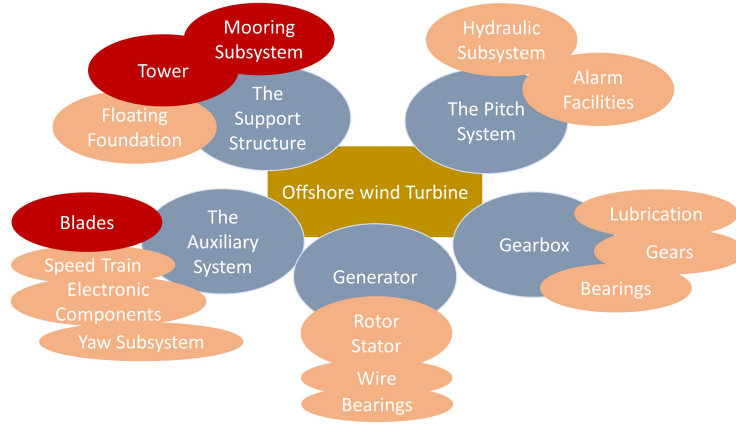 Mooring
Subsystem
Tower
The
Support
Structure
Floating
Foundation
Hydraulic
Subsystem
Alarm
Facilities
The Pitch
System
Offshore wind Turbine
Blades
The
Auxiliary
System
Speed Train
Electronic
Components
Yaw Subsystem
Generator
Rotor
Stator
Wire
Bearings
Gearbox
Lubrication
Gears
Bearings